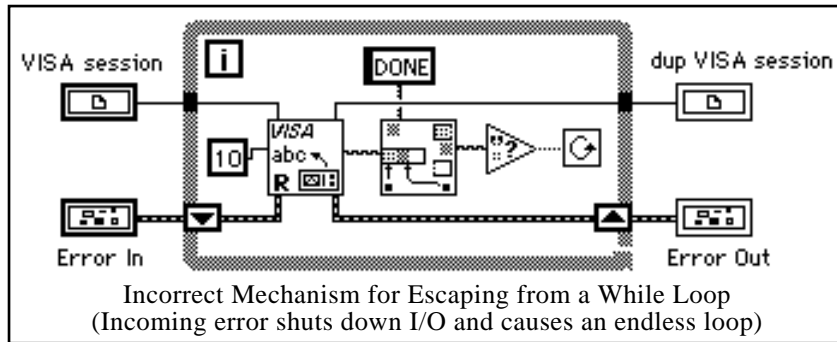 i
DONE
VISA session
dup VISA session
VISA
abc
R
10
?
Error In
Error Out
Incorrect Mechanism for Escaping from a While Loop
(Incoming error shuts down I/O and causes an endless loop)